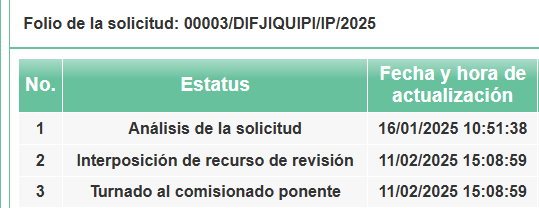 Folio de la solicitud: 00003/DIFJIQUIPI/IP/2025
No. Estatus Fecha y hora de
actualización
1 Análisis de la solicitud 16/01/2025 10:51:38
2 Interposición de recurso de revisión 11/02/2025 15:08:59
3 Turnado al comisionado ponente 11/02/2025 15:08:59